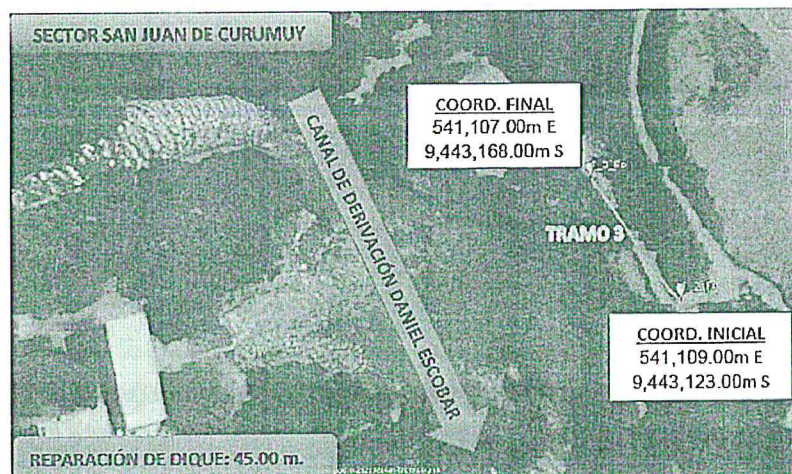 SECTOR SAN JUAN DE CURUMUY
COORD. FINAL
541,107.00m E
9,443,168.00m S
CANAL DE DERIVACIÓN DANIEL ESCOBAR
TRAMO 3
COORD. INICIAL
541,109.00m E
9,443,123.00m S
REPARACIÓN DE DIQUE: 45.00 m.